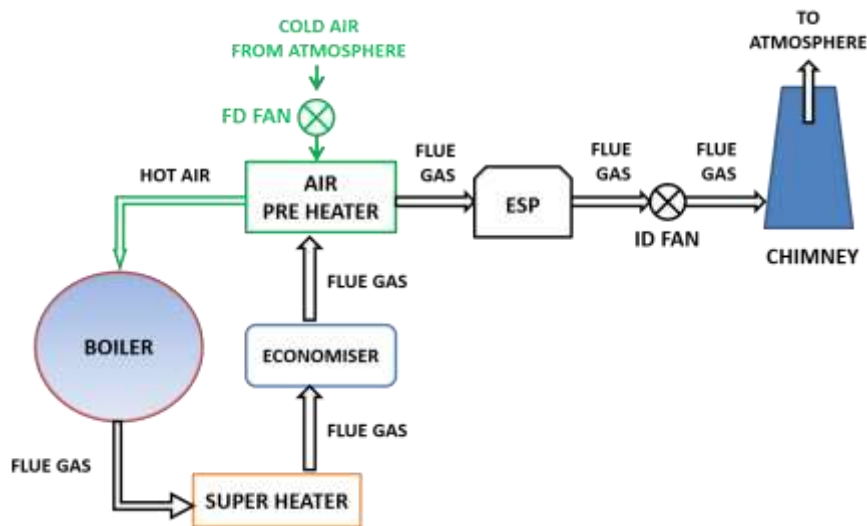 COLD AIR
FROM ATMOSPHERE
TO
ATMOSPHERE
FD FAN
HOT AIR
AIR
PRE HEATER
FLUE
GAS
ESP
FLUE
GAS
FLUE
GAS
ID FAN
CHIMNEY
FLUE GAS
BOILER
ECONOMISER
FLUE GAS
FLUE GAS
SUPER HEATER